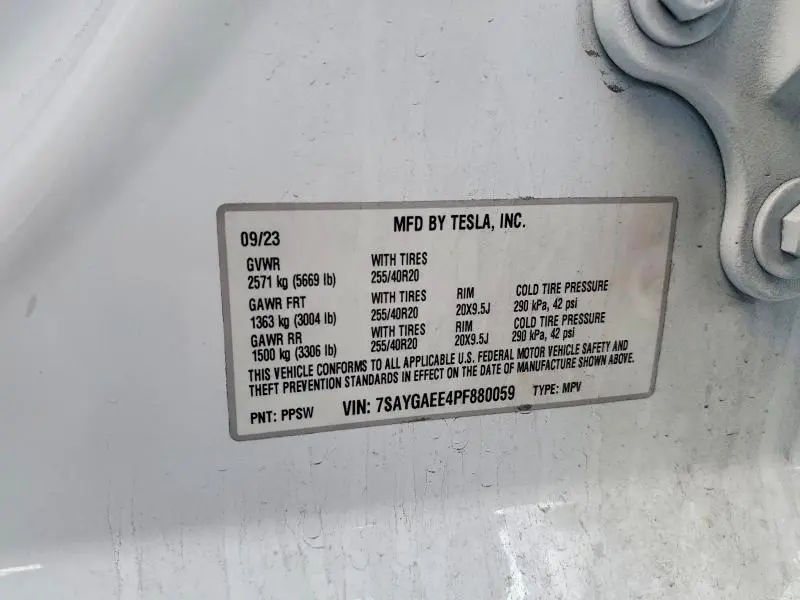 MFD BY TESLA, INC.
09/23
GVWR WITH TIRES
2571 kg (5669 lb) 255/40R20
GAWR FRT WITH TIRES RIM COLD TIRE PRESSURE
1363 kg (3004 lb) 255/40R20 20X9.5J 290 kPa, 42 psi
GAWR RR WITH TIRES RIM COLD TIRE PRESSURE
1500 kg (3306 lb) 255/40R20 20X9.5J 290 kPa, 42 psi
THIS VEHICLE CONFORMS TO ALL APPLICABLE U.S. FEDERAL MOTOR VEHICLE SAFETY AND
THEFT PREVENTION STANDARDS IN EFFECT ON THE DATE OF MANUFACTURE SHOWN ABOVE.
PNT: PPSW VIN: 7SAYGAEE4PF880059 TYPE: MPV